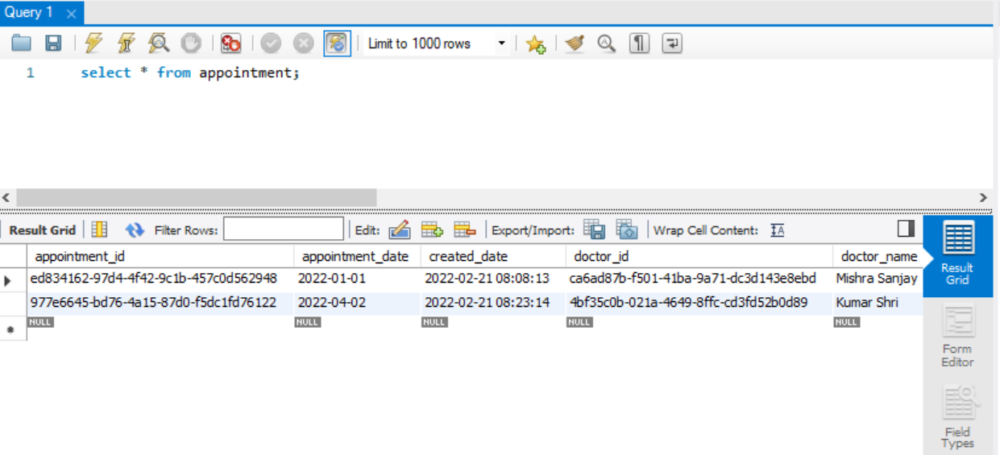 Query 1
Limit to 1000 rows
1 select * from appointment;
Result Grid Filter Rows: Edit: Export/Import: Wrap Cell Content:
appointment_id appointment_date created_date doctor_id doctor_name
ed834162-97d4-4f42-9c1b-457c0d562948 2022-01-01 2022-02-21 08:08:13 ca6ad87b-f501-41ba-9a71-dc3d143e8ebd Mishra Sanjay
977e6645-bd76-4a15-87d0-f5dc1fd76122 2022-04-02 2022-02-21 08:23:14 4bf35c0b-021a-4649-8ffc-cd3fd52b0d89 Kumar Shri
NULL NULL NULL NULL NULL
Result
Grid
Form
Editor
Field
Types